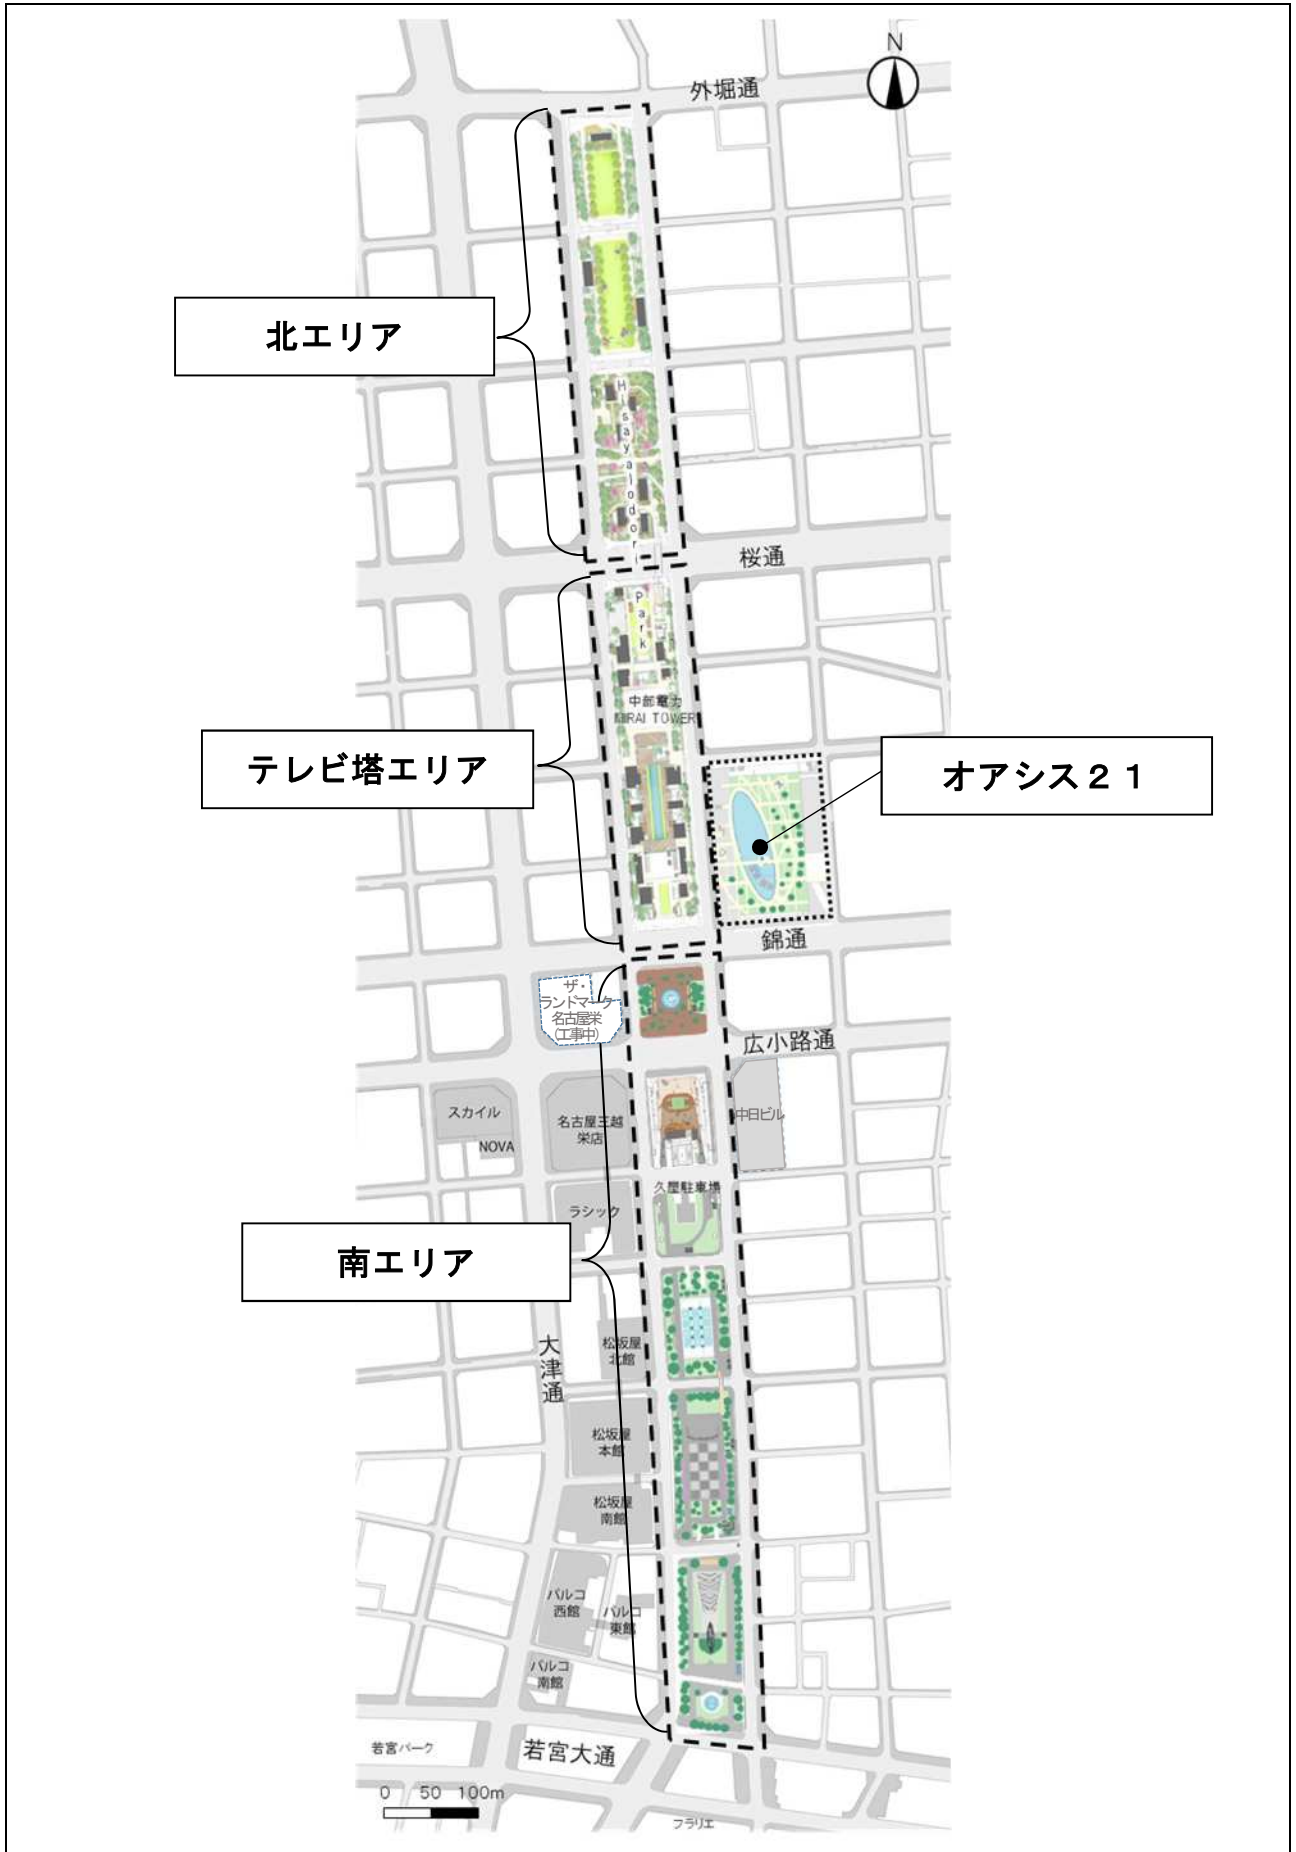 N
外堀通
北エリア
Hisayaodori
桜通
Park
中部電力
MIRAI TOWER
テレビ塔エリア
オアシス２１
錦通
ザ・
ランドマーク
名古屋栄
(工事中)
広小路通
スカイル
NOVA
名古屋三越
栄店
中日ビル
久屋駐車場
ラシック
南エリア
松坂屋
北館
大津通
松坂屋
本館
松坂屋
南館
パルコ
西館
パルコ
東館
パルコ
南館
若宮パーク
若宮大通
0 50 100m
フラリエ